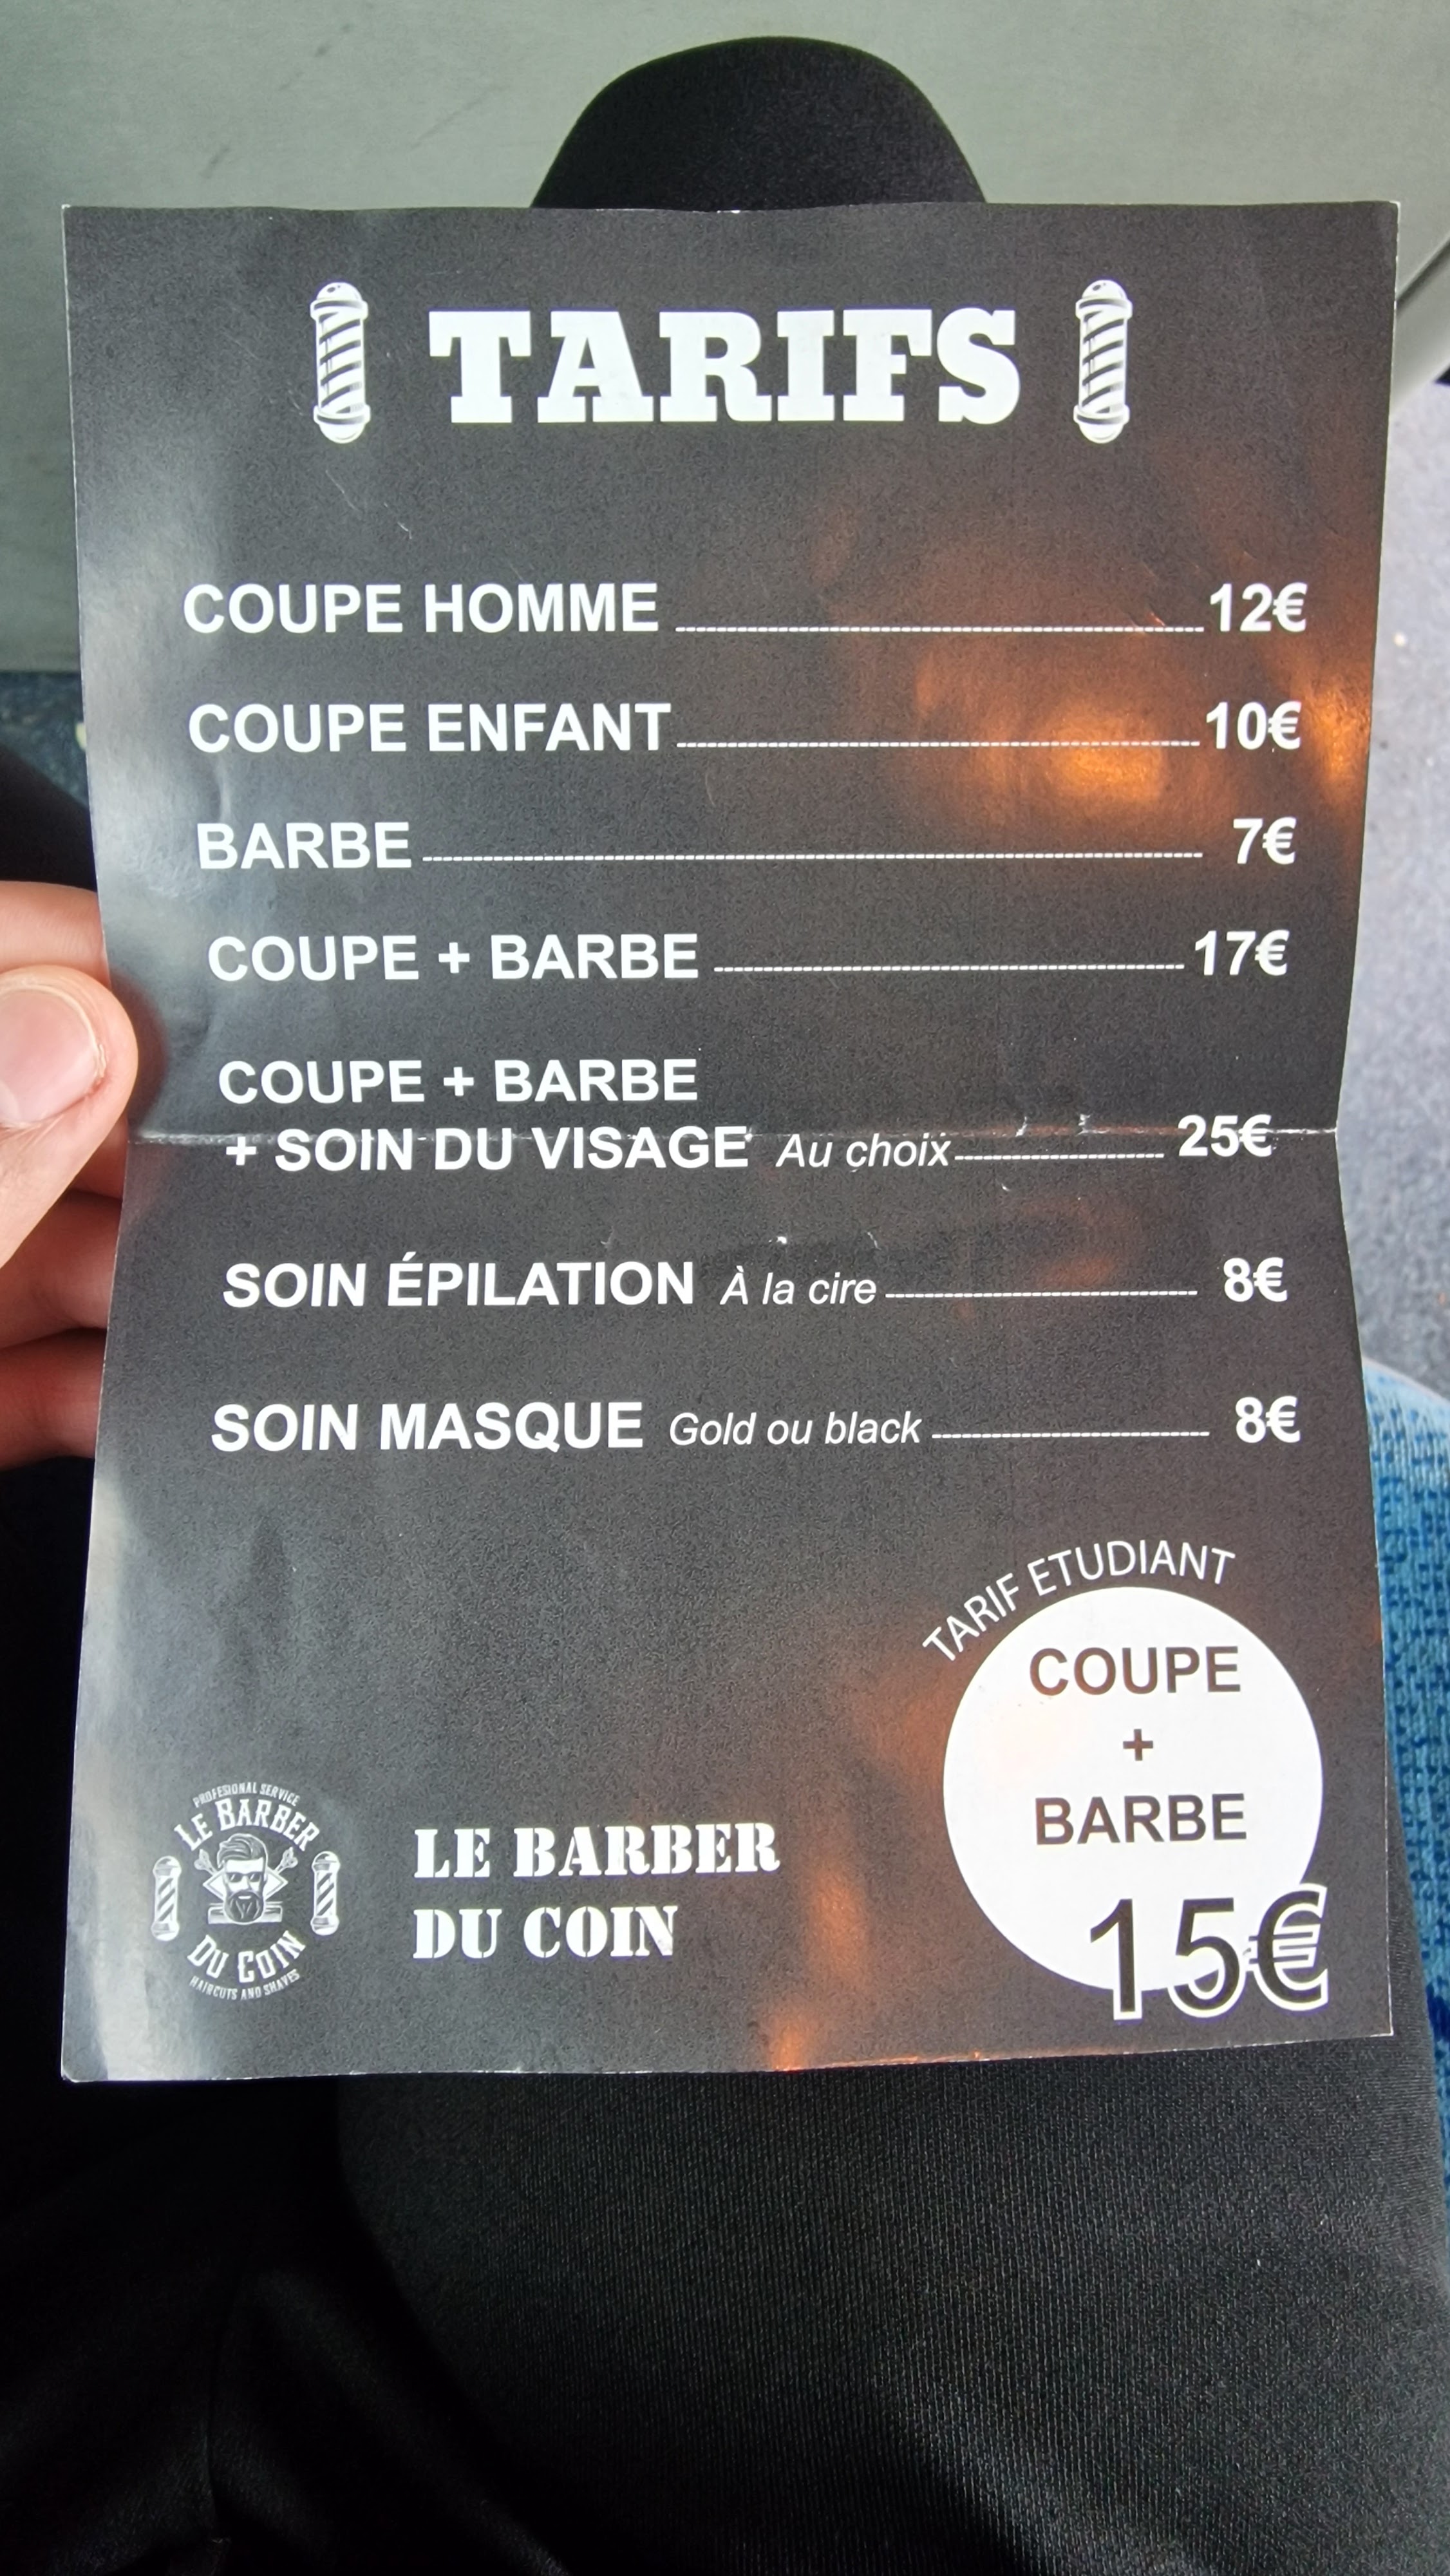 TARIFS
COUPE HOMME 12€
COUPE ENFANT 10€
BARBE 7€
COUPE + BARBE 17€
COUPE + BARBE
+ SOIN DU VISAGE Au choix 25€
SOIN ÉPILATION À la cire 8€
SOIN MASQUE Gold ou black 8€
TARIF ETUDIANT
COUPE
+
BARBE
15€
PROFESIONAL SERVICE
LE BARBER
DU COIN
HAIRCUTS AND SHAVES
LE BARBER
DU COIN